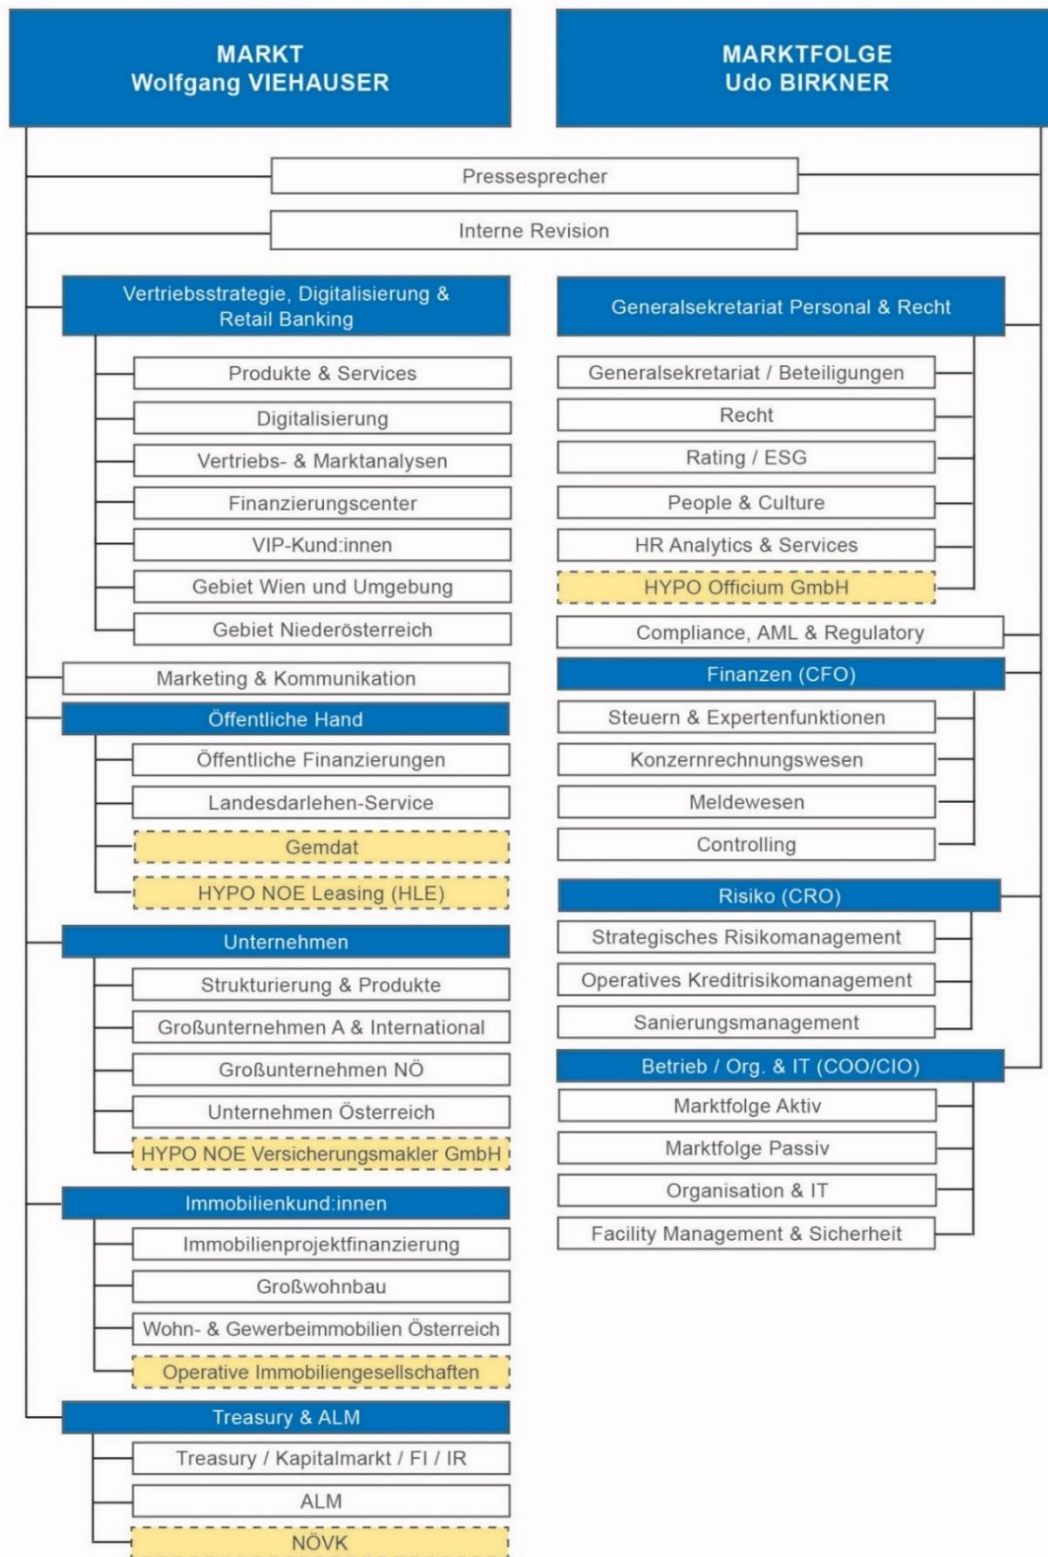 MARKT
Wolfgang VIEHAUSER
MARKTFOLGE
Udo BIRKNER
Pressesprecher
Interne Revision
Vertriebsstrategie, Digitalisierung &
Retail Banking
Produkte & Services
Digitalisierung
Vertriebs- & Marktanalysen
Finanzierungscenter
VIP-Kund:innen
Gebiet Wien und Umgebung
Gebiet Niederösterreich
Marketing & Kommunikation
Öffentliche Hand
Öffentliche Finanzierungen
Landesdarlehen-Service
Gemdat
HYPO NOE Leasing (HLE)
Unternehmen
Strukturierung & Produkte
Großunternehmen A & International
Großunternehmen NÖ
Unternehmen Österreich
HYPO NOE Versicherungsmakler GmbH
Immobilienkund:innen
Immobilienprojektfinanzierung
Großwohnbau
Wohn- & Gewerbeimmobilien Österreich
Operative Immobiliengesellschaften
Treasury & ALM
Treasury / Kapitalmarkt / FI / IR
ALM
NÖVK
Generalsekretariat Personal & Recht
Generalsekretariat / Beteiligungen
Recht
Rating / ESG
People & Culture
HR Analytics & Services
HYPO Officium GmbH
Compliance, AML & Regulatory
Finanzen (CFO)
Steuern & Expertenfunktionen
Konzernrechnungswesen
Meldewesen
Controlling
Risiko (CRO)
Strategisches Risikomanagement
Operatives Kreditrisikomanagement
Sanierungsmanagement
Betrieb / Org. & IT (COO/CIO)
Marktfolge Aktiv
Marktfolge Passiv
Organisation & IT
Facility Management & Sicherheit